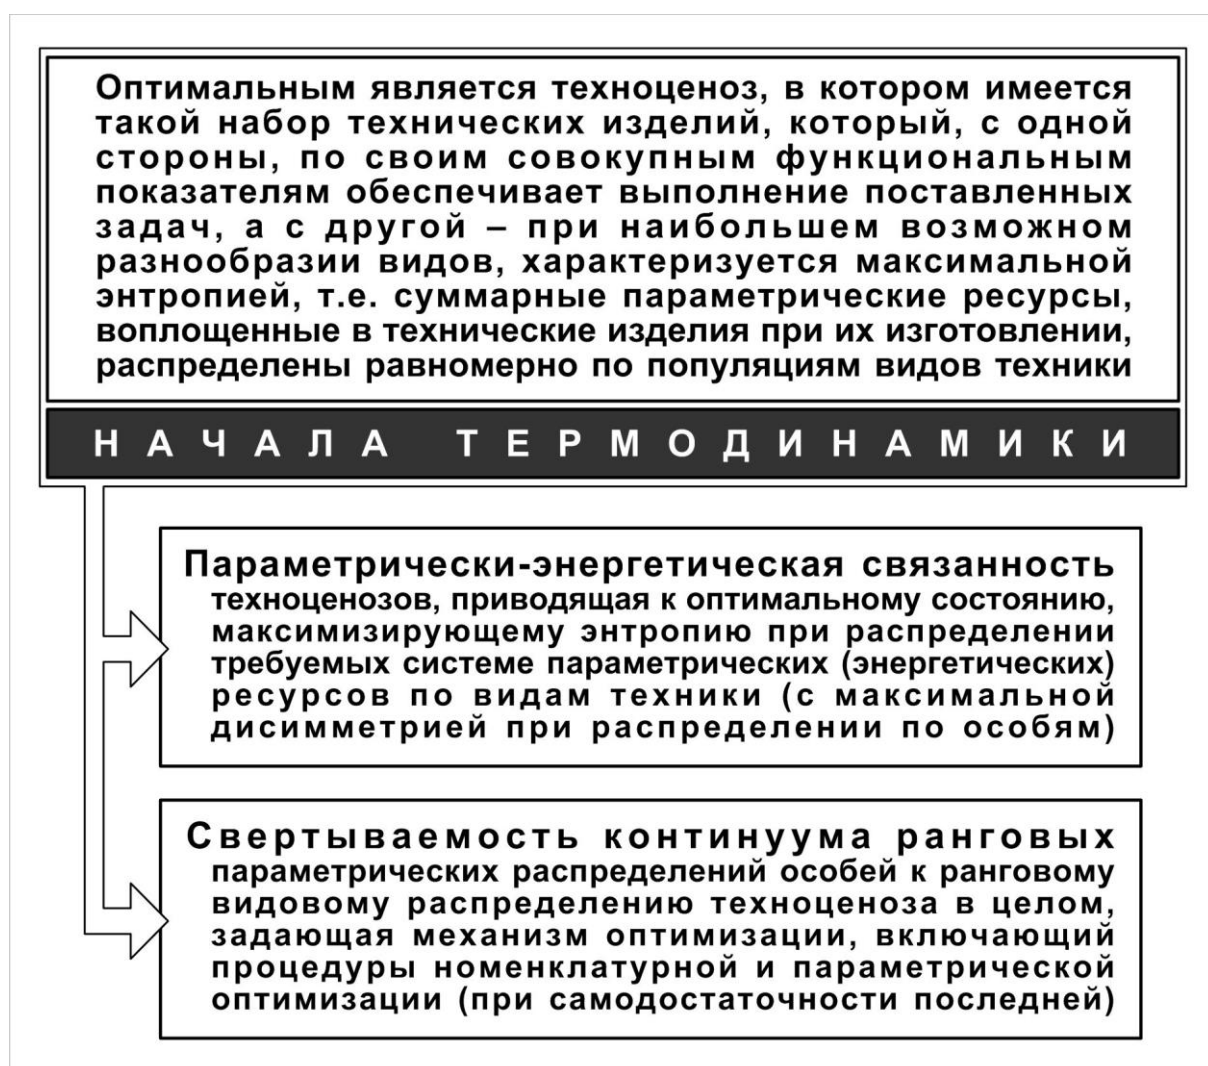 Оптимальным является техноценоз, в котором имеется
такой набор технических изделий, который, с одной
стороны, по своим совокупным функциональным
показателям обеспечивает выполнение поставленных
задач, а с другой – при наибольшем возможном
разнообразии видов, характеризуется максимальной
энтропией, т.е. суммарные параметрические ресурсы,
воплощенные в технические изделия при их изготовлении,
распределены равномерно по популяциям видов техники
НАЧАЛА ТЕРМОДИНАМИКИ
Параметрически-энергетическая связанность
техноценозов, приводящая к оптимальному состоянию,
максимизирующему энтропию при распределении
требуемых системе параметрических (энергетических)
ресурсов по видам техники (с максимальной
дисимметрией при распределении по особям)
Свертываемость континуума ранговых
параметрических распределений особей к ранговому
видовому распределению техноценоза в целом,
задающая механизм оптимизации, включающий
процедуры номенклатурной и параметрической
оптимизации (при самодостаточности последней)